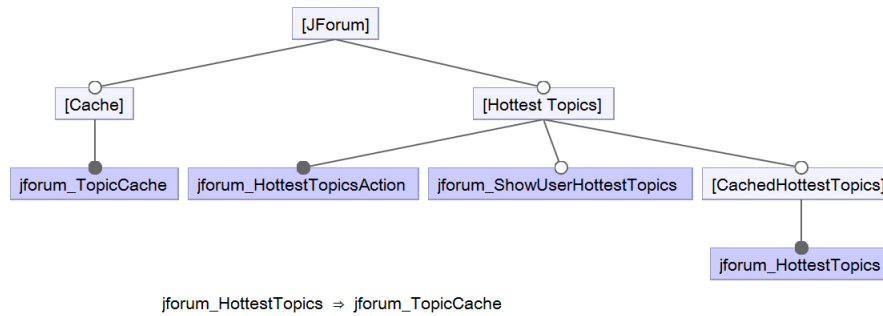 [JForum]
[Cache]
[Hottest Topics]
jforum_TopicCache
jforum_HottestTopicsAction
jforum_ShowUserHottestTopics
[CachedHottestTopics]
jforum_HottestTopics
jforum_HottestTopics ⇒ jforum_TopicCache